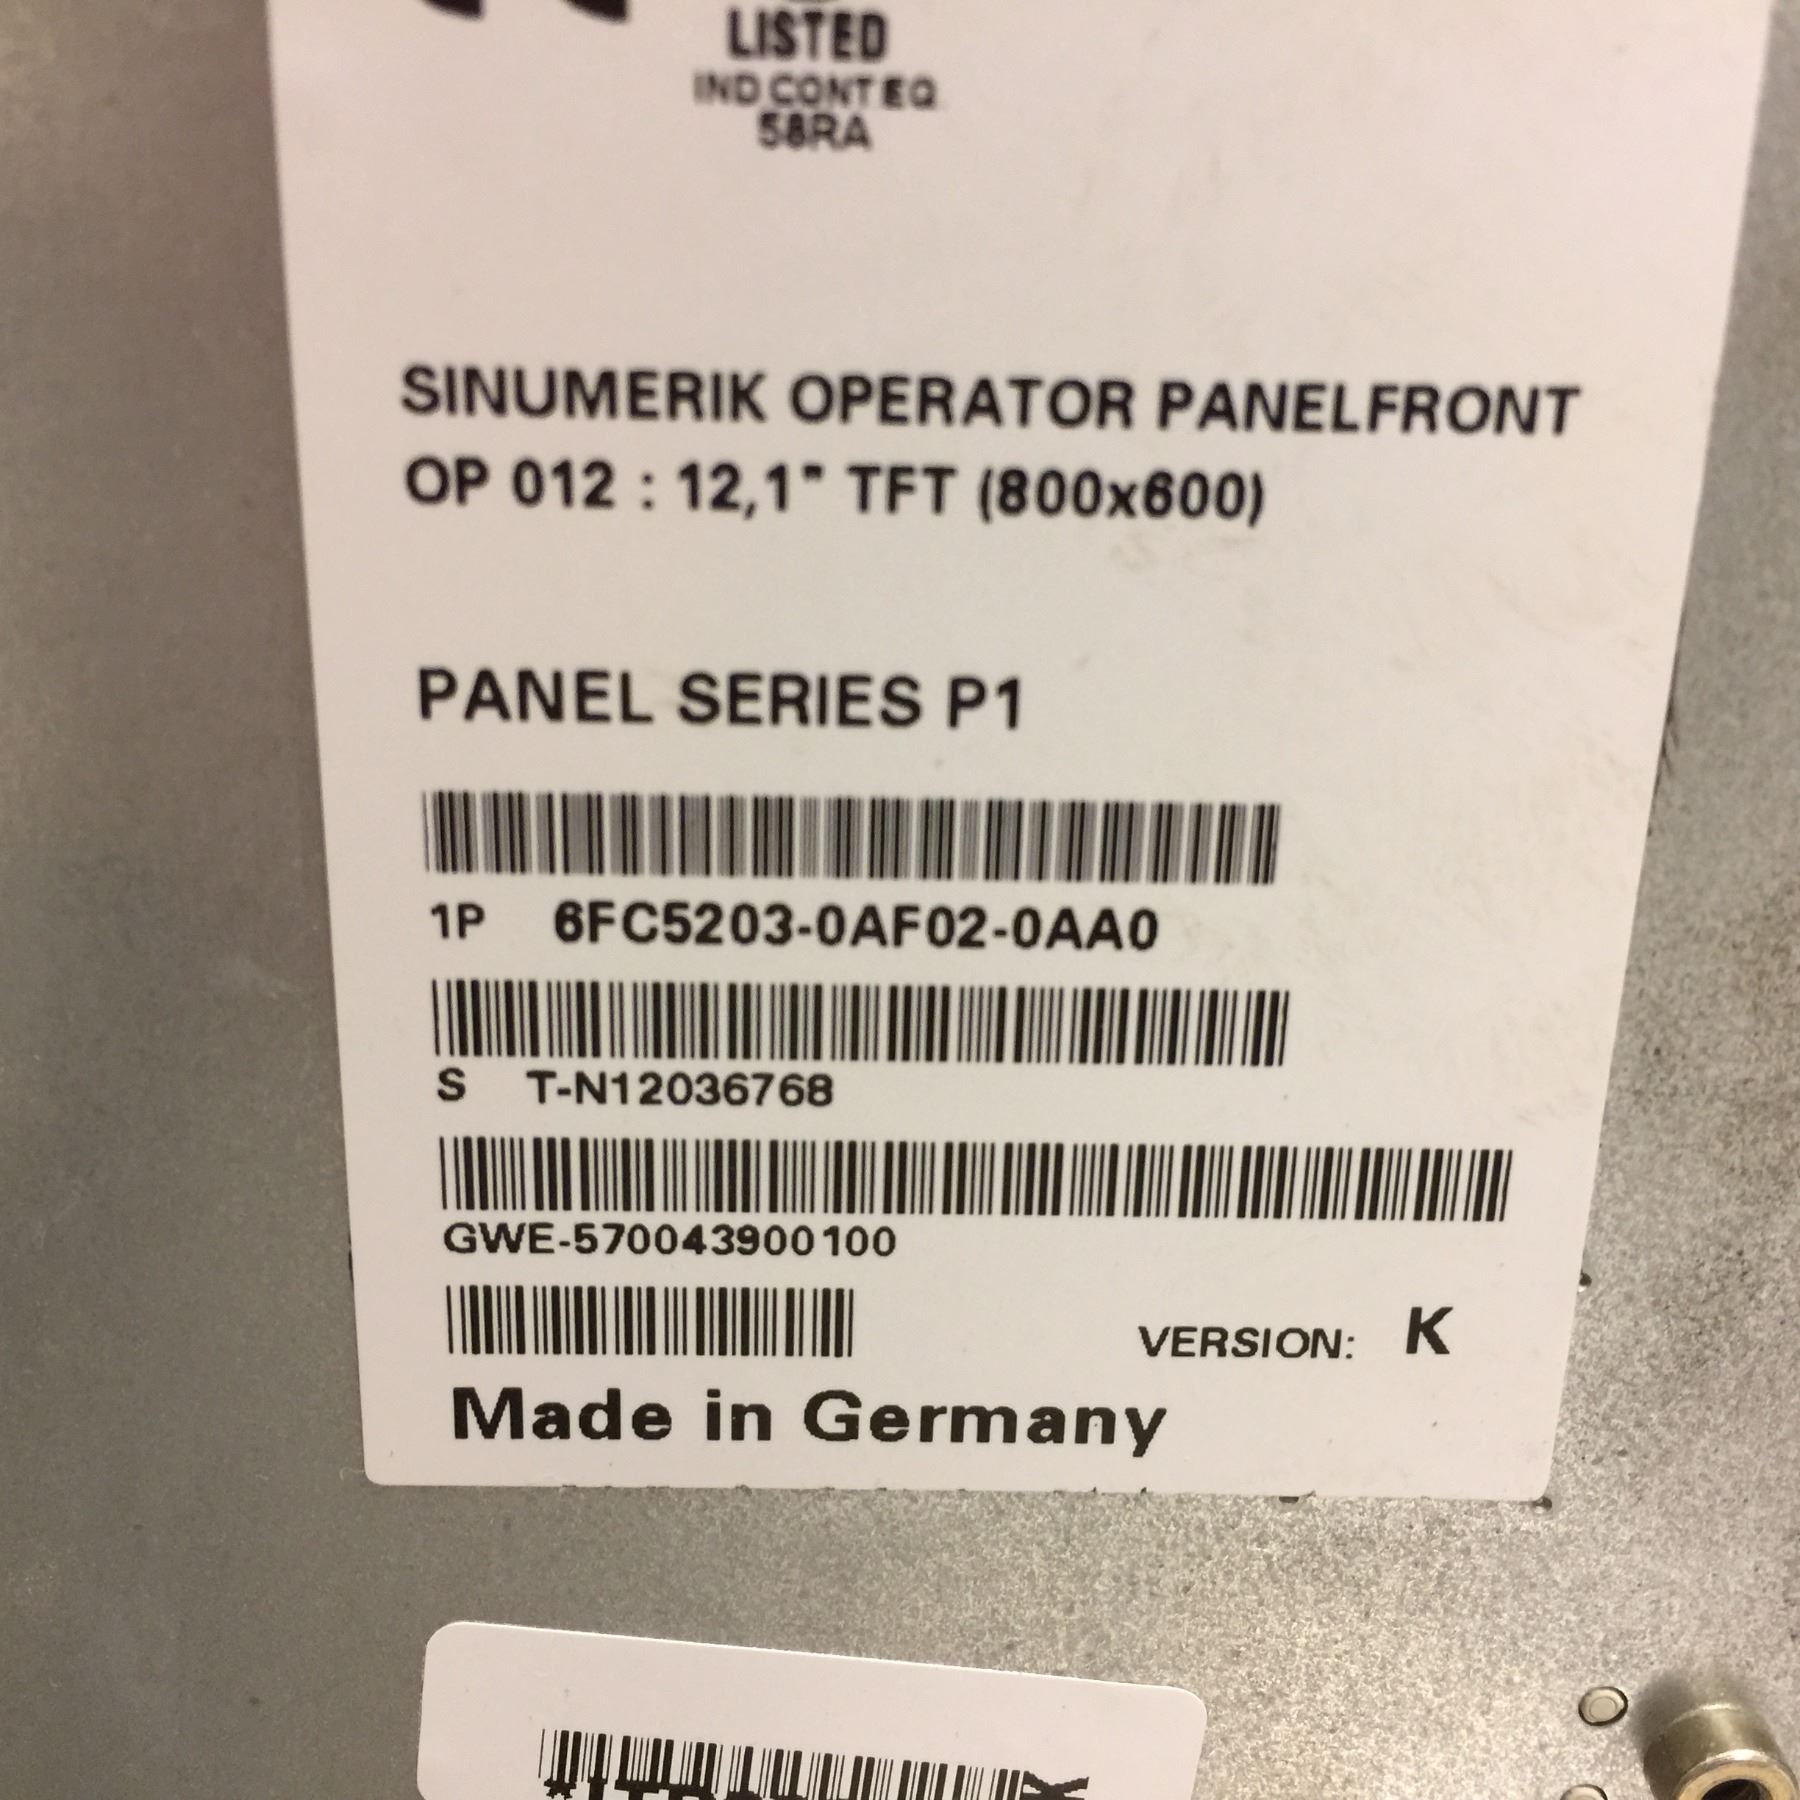 LISTED
IND CONT EQ
58RA
SINUMERIK OPERATOR PANELFRONT
OP 012 : 12,1" TFT (800x600)
PANEL SERIES P1
1P 6FC5203-0AF02-0AA0
S T-N12036768
GWE-570043900100
VERSION: K
Made in Germany